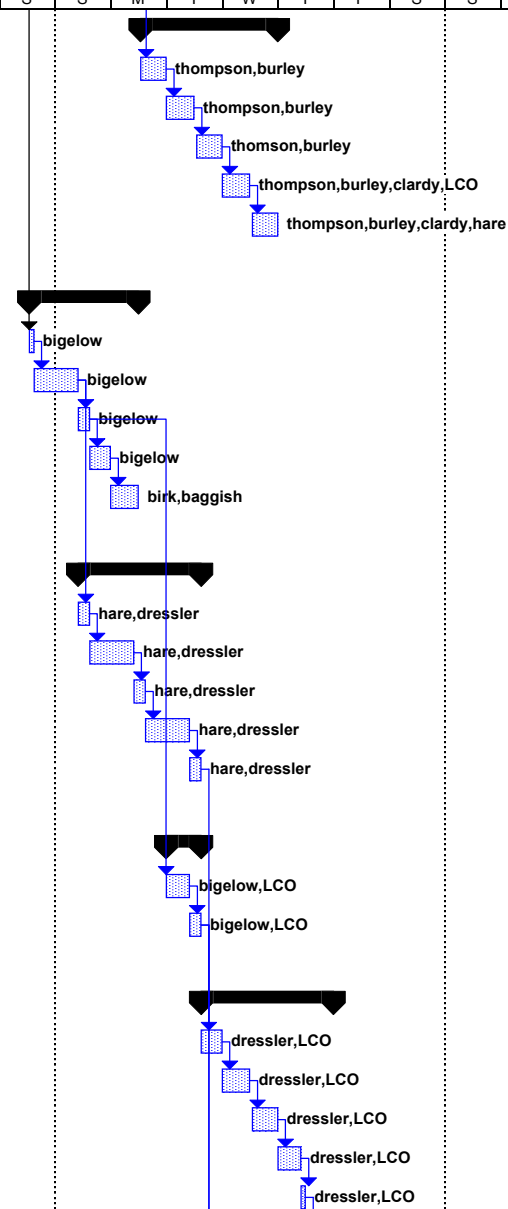 thompson,burley
thompson,burley
thomson,burley
thompson,burley,clardy,LCO
thompson,burley,clardy,hare
bigelow
bigelow
bigelow
bigelow
birk,baggish
hare,dressler
hare,dressler
hare,dressler
hare,dressler
hare,dressler
bigelow,LCO
bigelow,LCO
dressler,LCO
dressler,LCO
dressler,LCO
dressler,LCO
dressler,LCO